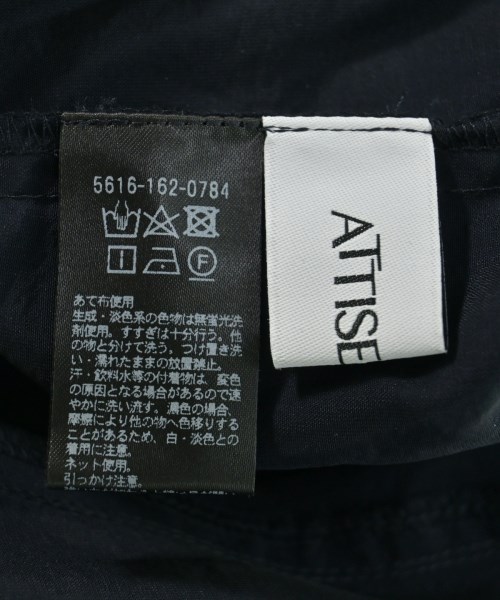 5616-162-0784
あて布使用
生成・淡色系の色物は無蛍光洗
剤使用。すすぎは十分行う。他
の物と分けて洗う。つけ置き洗
い・濡れたままの放置禁止。
汗・飲料水等の付着物は、変色
の原因となる場合があるので速
やかに洗い流す。濃色の場合、
摩擦により他の物へ色移りする
ことがあるため、白・淡色との
着用に注意。
ネット使用。
引っかけ注意。
ATTISE